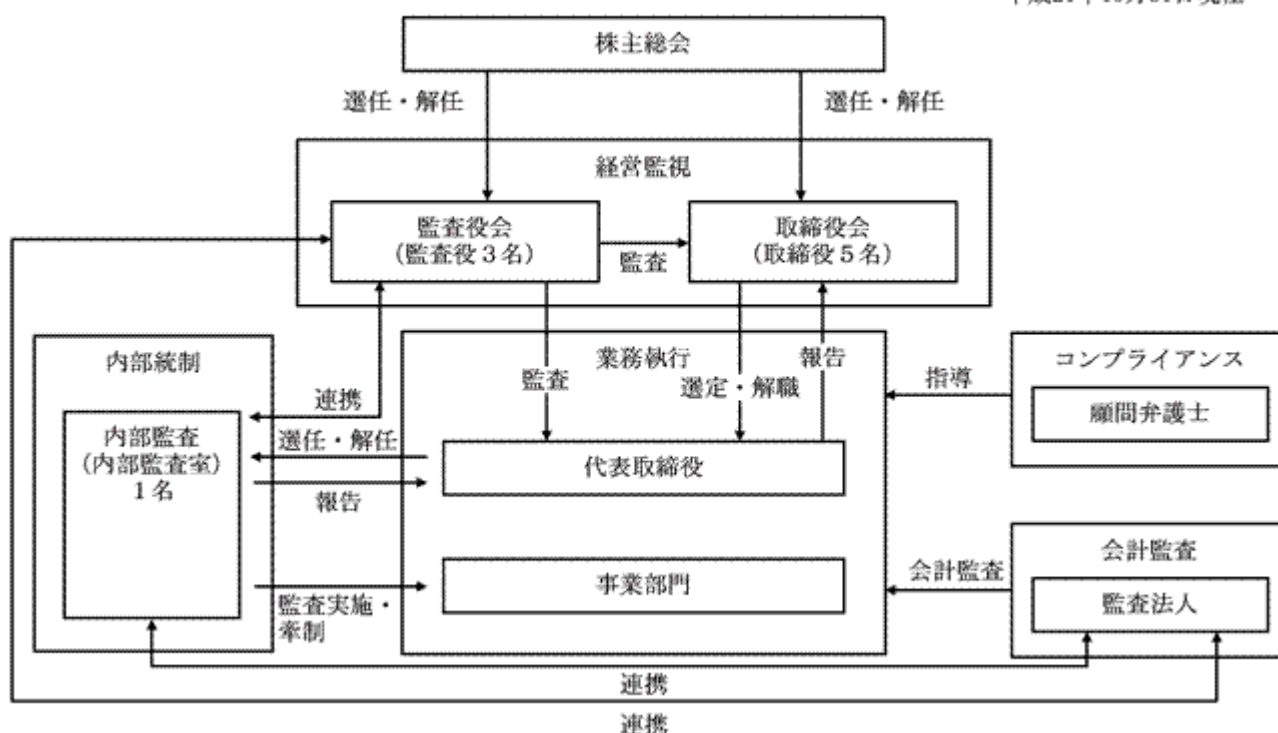 株主総会
選任・解任
選任・解任
経営監視
監査役会
(監査役3名)
監査
取締役会
(取締役5名)
内部統制
業務執行
報告
コンプライアンス
監査
選定・解職
指導
顧問弁護士
連携
内部監査
(内部監査室)
1名
選任・解任
代表取締役
報告
会計監査
会計監査
事業部門
監査法人
監査実施・
牽制
連携
連携